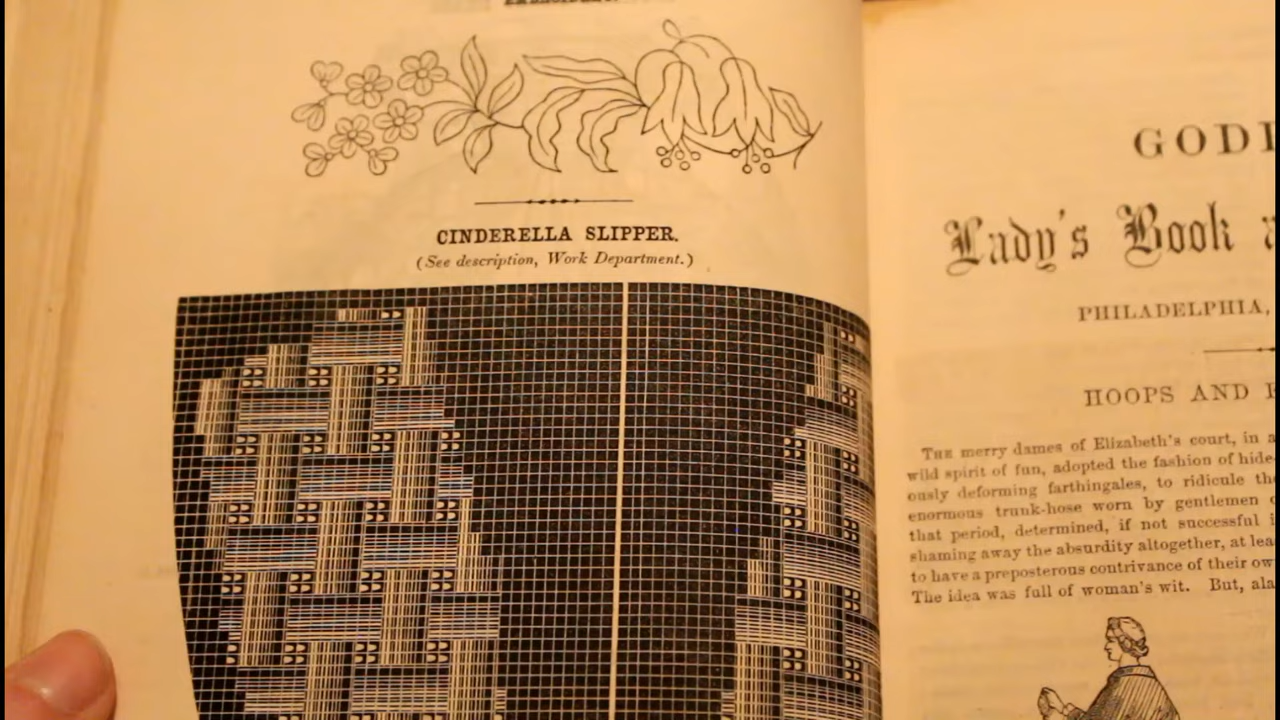 CINDERELLA SLIPPER.
(See description, Work Department.)
GOD
Lady's Book
PHILADELPHIA,
HOOPS AND
THE merry dames of Elizabeth's court, in a
wild spirit of fun, adopted the fashion of hide-
ously deforming farthingales, to ridicule the
enormous trunk-hose worn by gentlemen
that period, determined, if not successful
shaming away the absurdity altogether, at
to have a preposterous contrivance of their
The idea was full of woman's wit. But,